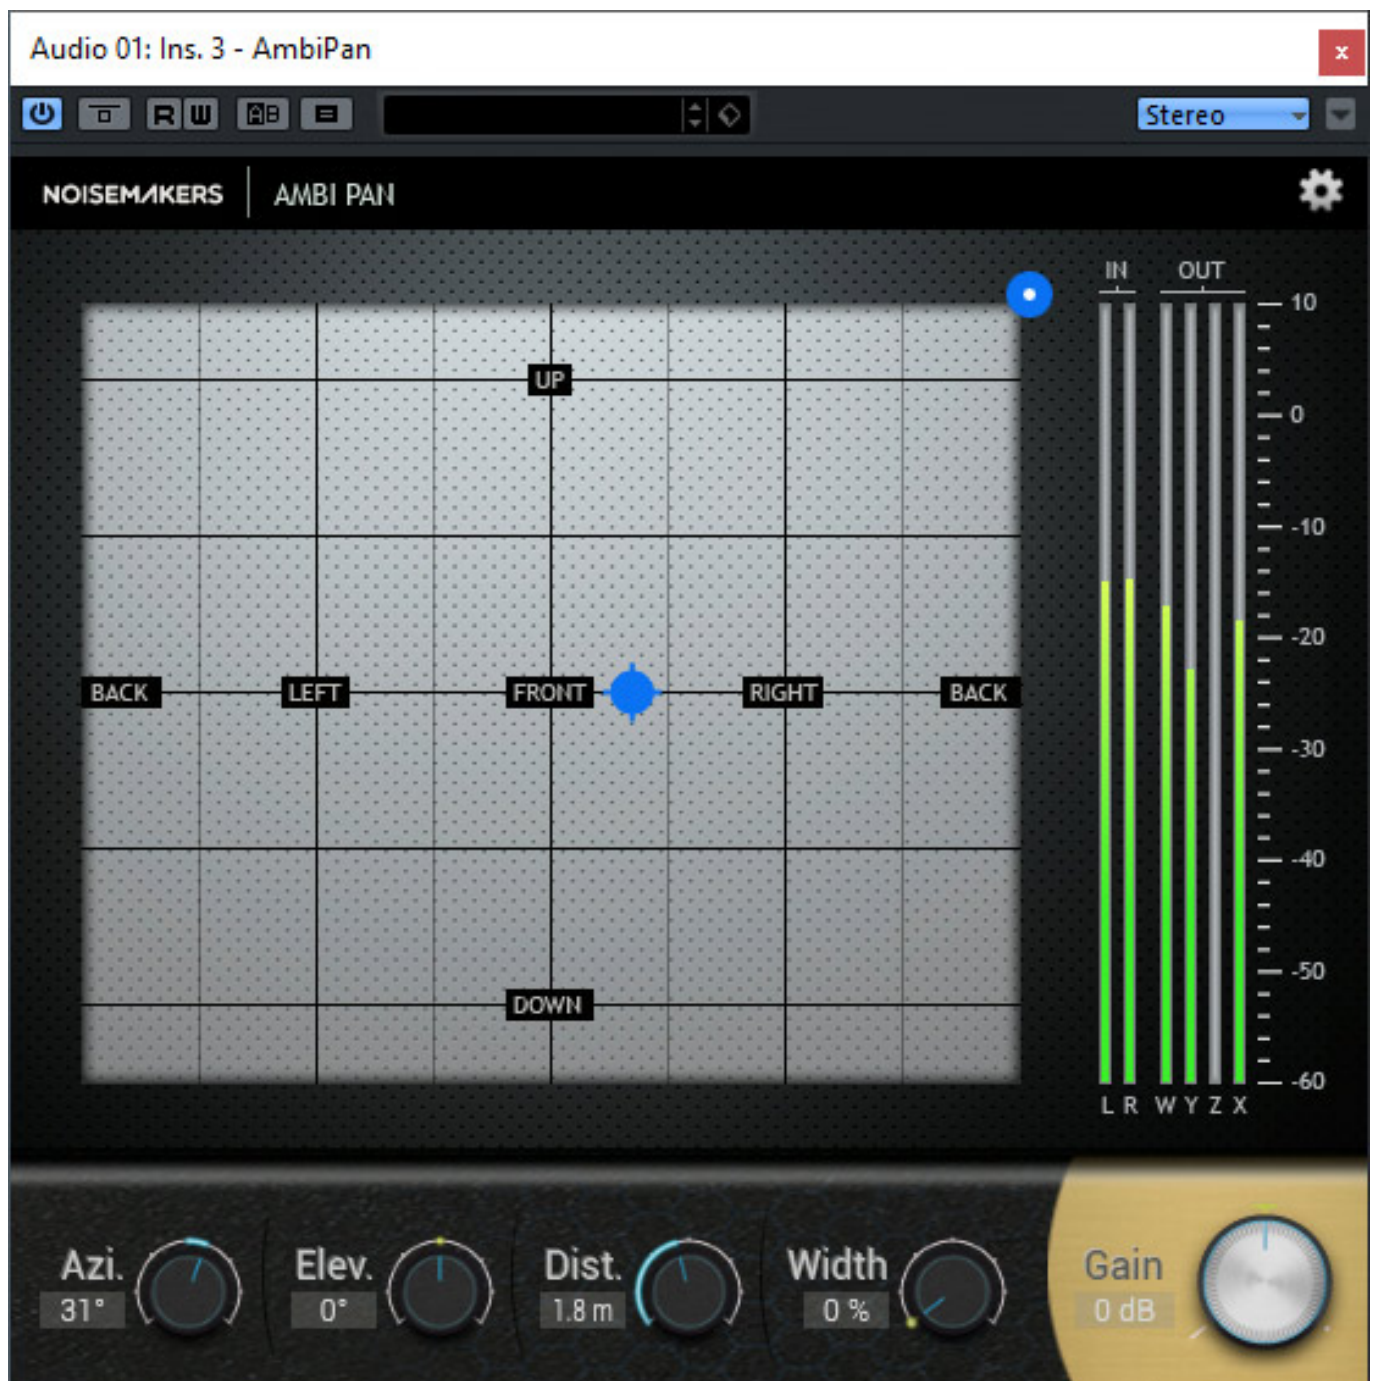 Audio 01: Ins. 3 - AmbiPan
x
R W AB Stereo
NOISEMAKERS AMBI PAN
IN OUT
10
UP
0
-10
-20
BACK LEFT FRONT RIGHT BACK
-30
-40
-50
DOWN
-60
L R W Y Z X
Azi. Elev. Dist. Width Gain
31° 0° 1.8 m 0 % 0 dB